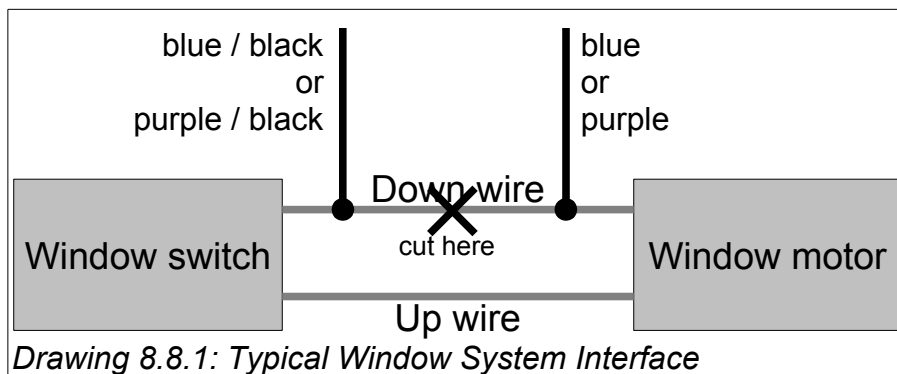 blue / black
or
purple / black
blue
or
purple
Down wire
cut here
Window switch
Window motor
Up wire
Drawing 8.8.1: Typical Window System Interface